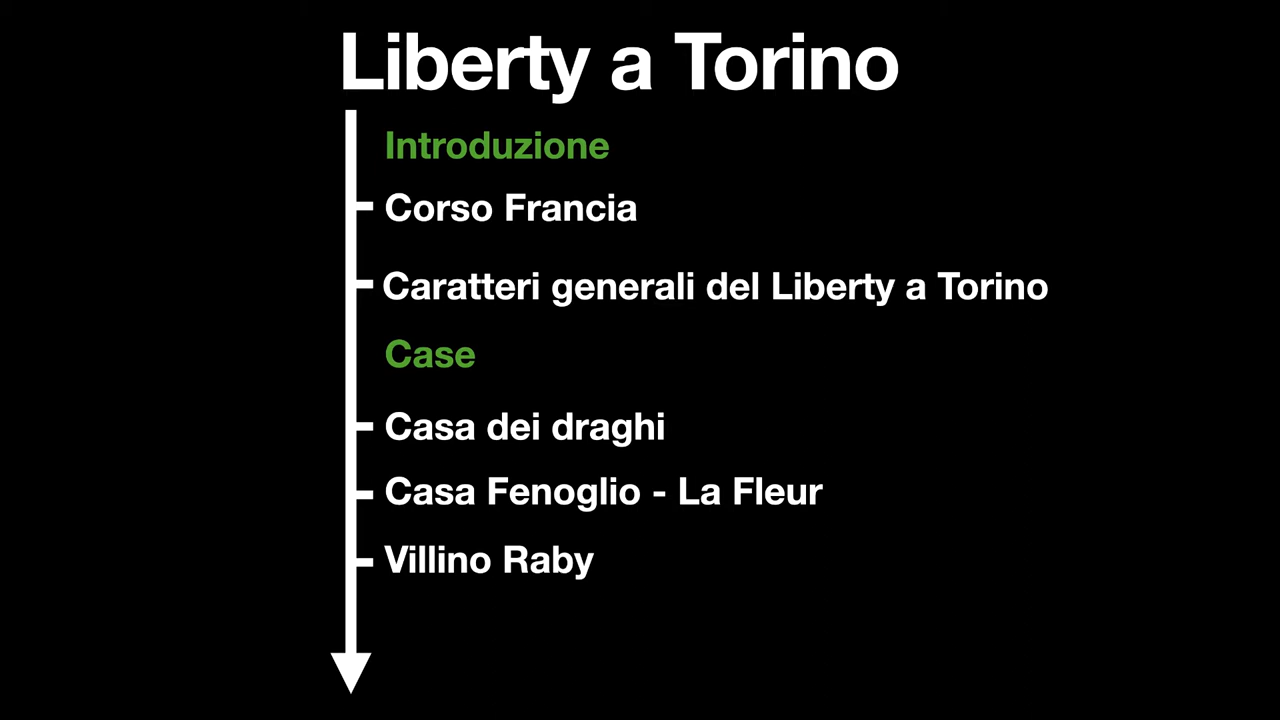 Liberty a Torino
Introduzione
Corso Francia
Caratteri generali del Liberty a Torino
Case
Casa dei draghi
Casa Fenoglio - La Fleur
Villino Raby